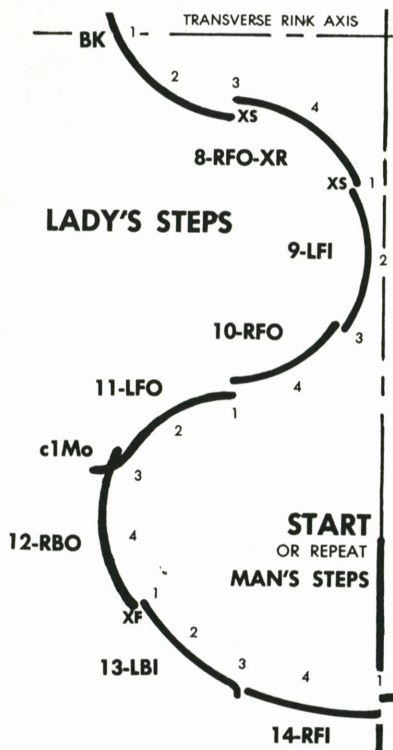 TRANSVERSE RINK AXIS
BK 1
2
3
4
XS
8-RFO-XR
XS 1
LADY'S STEPS
9-LFI
2
10-RFO
3
4
11-LFO
1
2
c1Mo
3
4
12-RBO
START
OR REPEAT
MAN'S STEPS
1
XF
2
13-LBI
3
4
1
14-RFI